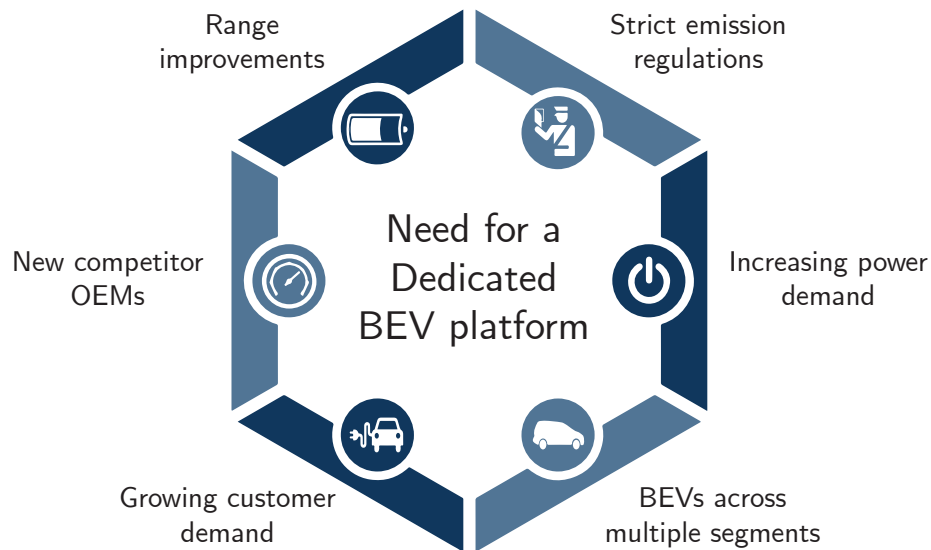 Range
improvements
Strict emission
regulations
New competitor
OEMs
Need for a
Dedicated
BEV platform
Increasing power
demand
Growing customer
demand
BEVs across
multiple segments